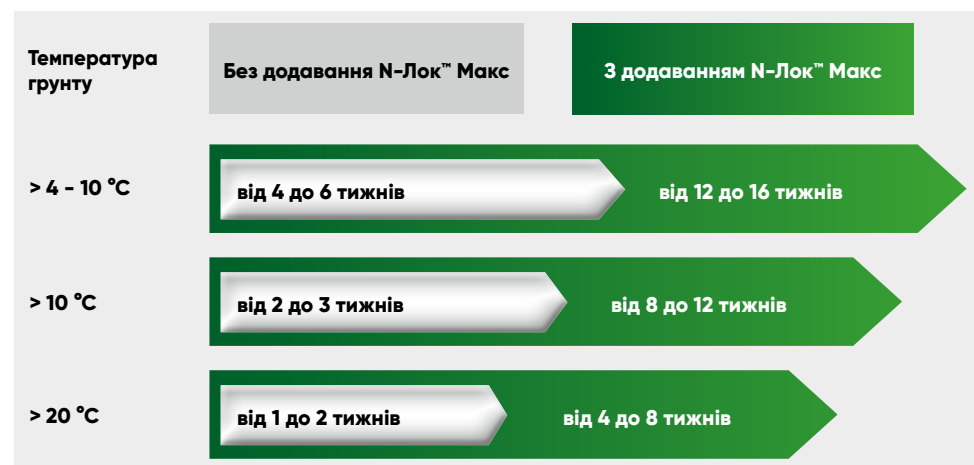 Температура
грунту
Без додавання N-Лок™ Макс
З додаванням N-Лок™ Макс
> 4 - 10 °C
від 4 до 6 тижнів
від 12 до 16 тижнів
> 10 °C
від 2 до 3 тижнів
від 8 до 12 тижнів
> 20 °C
від 1 до 2 тижнів
від 4 до 8 тижнів